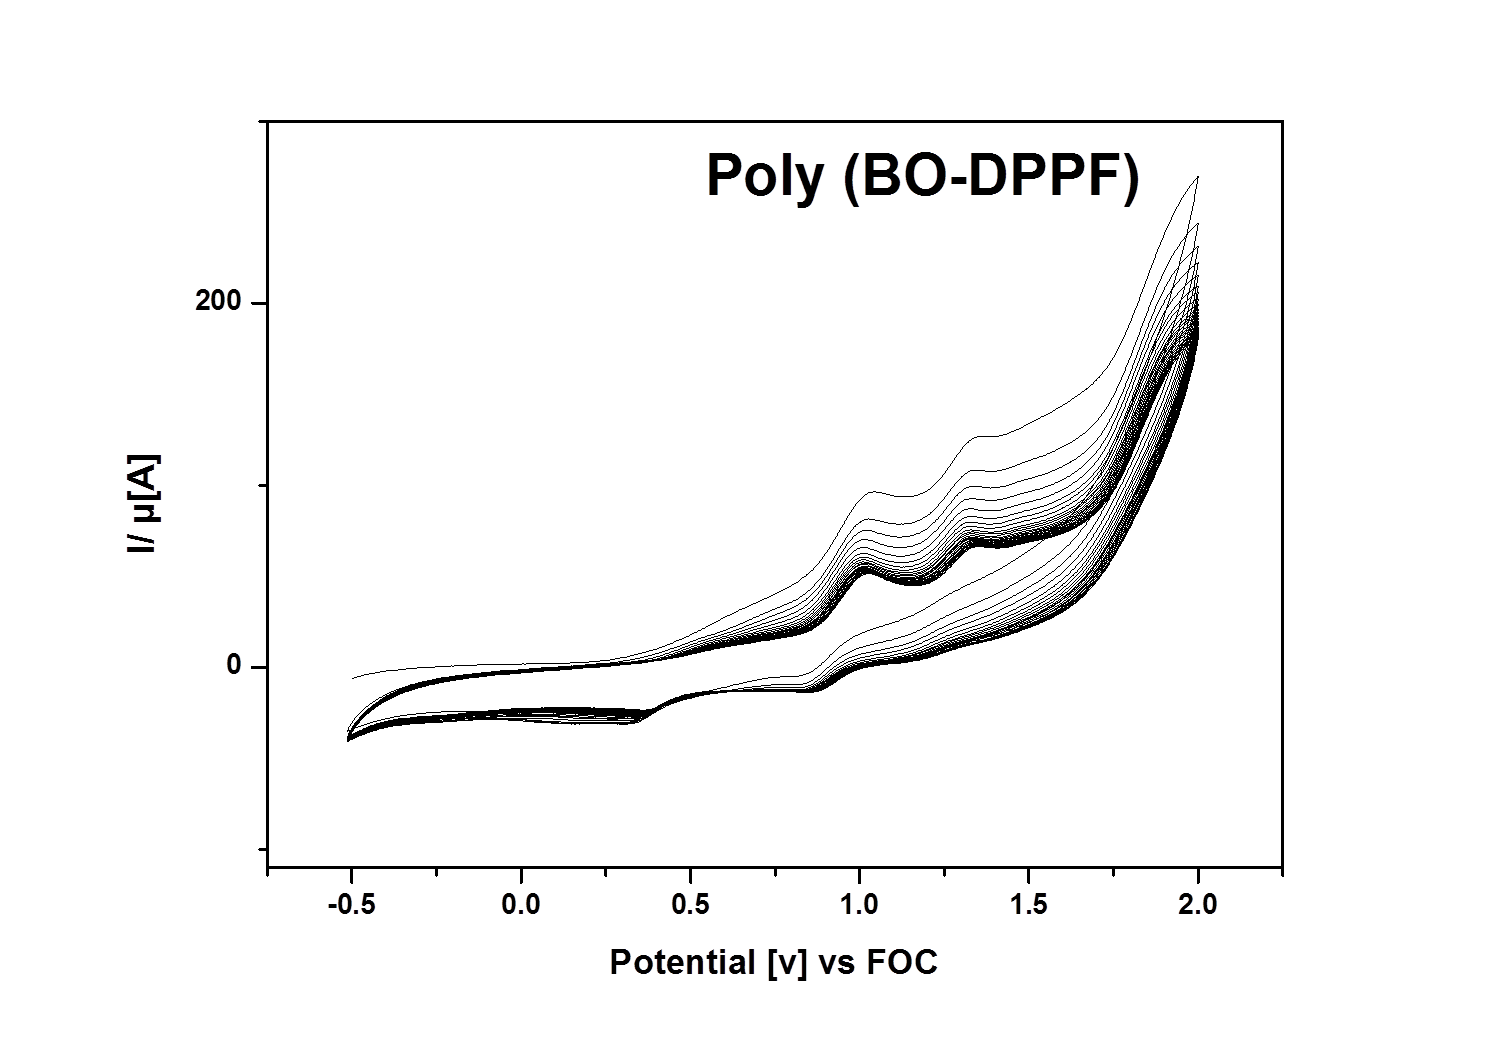 Poly (BO-DPPF)
200
0
I/ µ[A]
-0.5 0.0 0.5 1.0 1.5 2.0
Potential [v] vs FOC